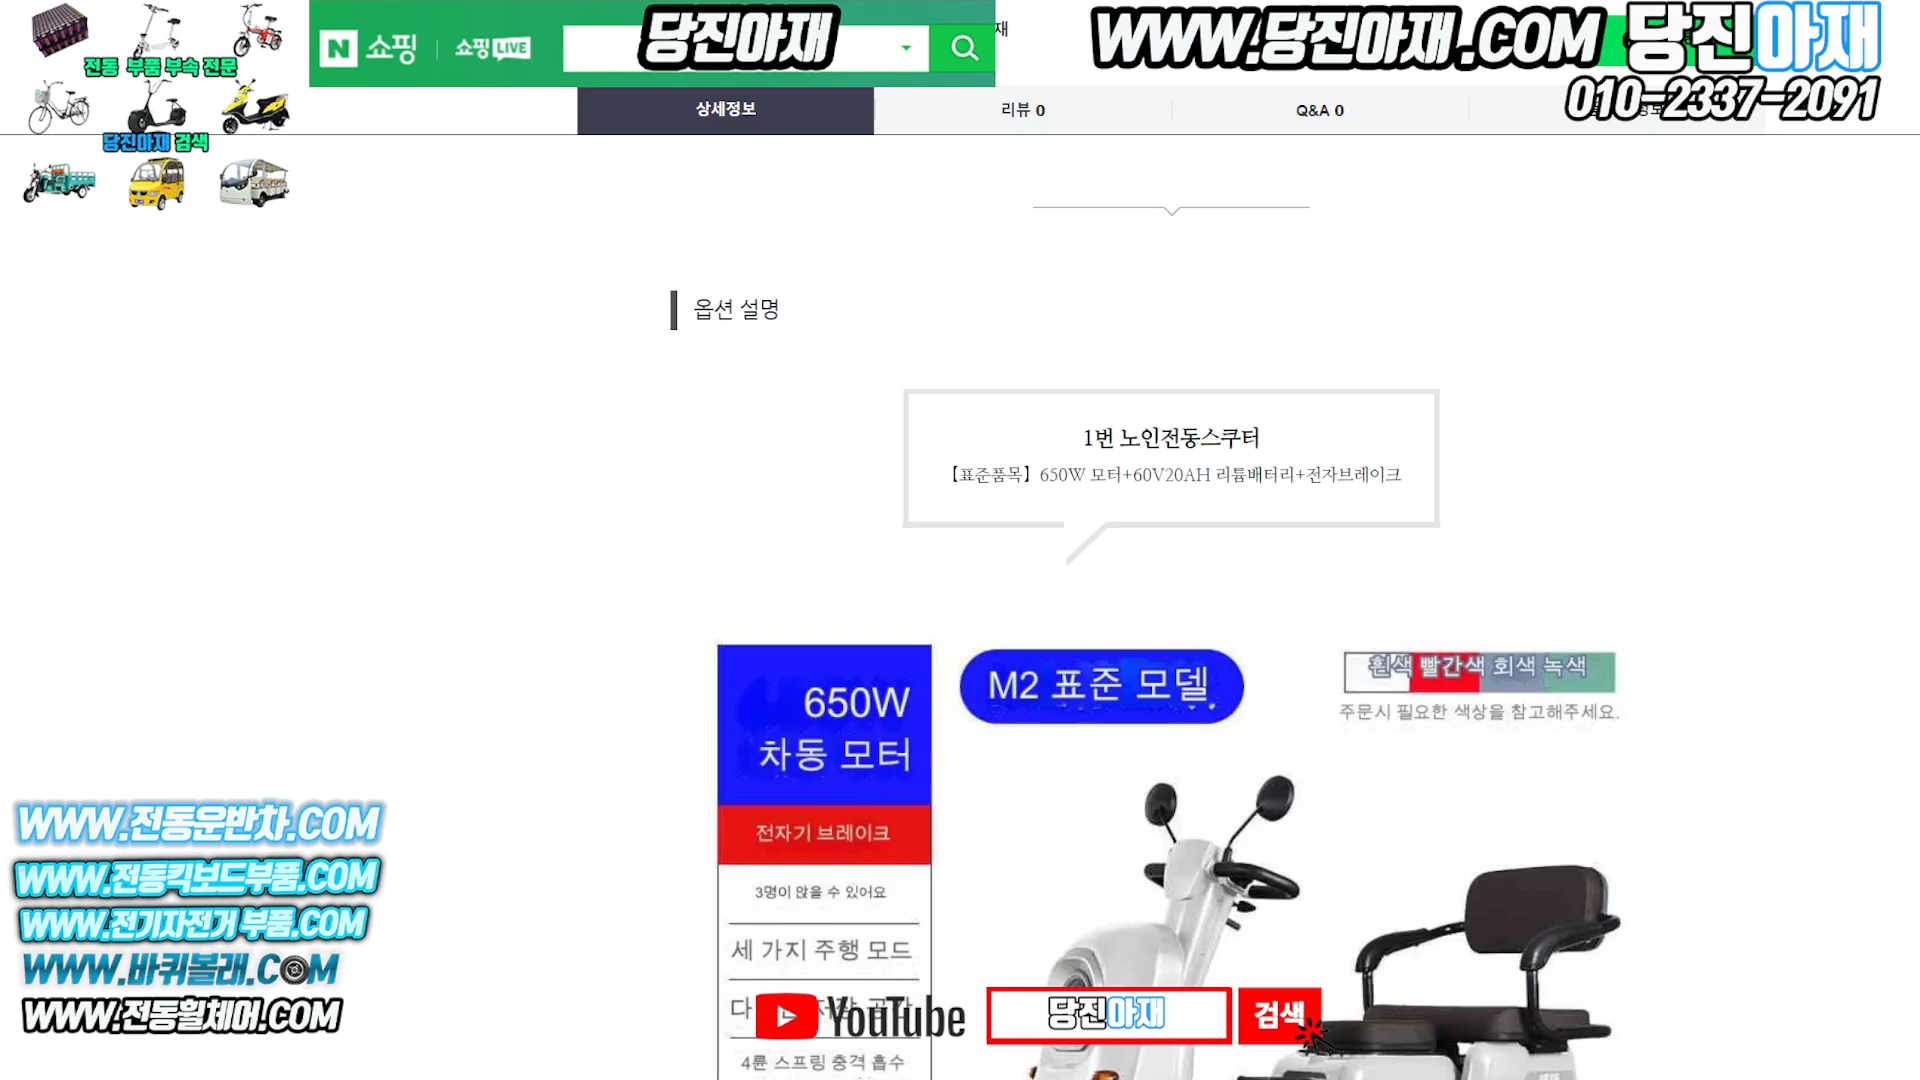 전동 부품 부속 전문
당진아재 검색
N 쇼핑 쇼핑LIVE
당진아재
재
WWW.당진아재.COM
당진아재
010-2337-2091
상세정보
리뷰 0
Q&A 0
옵션 설명
1번 노인전동스쿠터
【표준품목】650W 모터+60V20AH 리튬배터리+전자브레이크
650W
차동 모터
전자기 브레이크
3명이 앉을 수 있어요
세 가지 주행 모드
4륜 스프링 충격 흡수
M2 표준 모델
흰색 빨간색 회색 녹색
주문시 필요한 색상을 참고해주세요.
YouTube 당진아재 검색
WWW.전동운반차.COM
WWW.전동킥보드부품.COM
WWW.전기자전거 부품.COM
WWW.바퀴볼래.COM
WWW.전동휠체어.COM